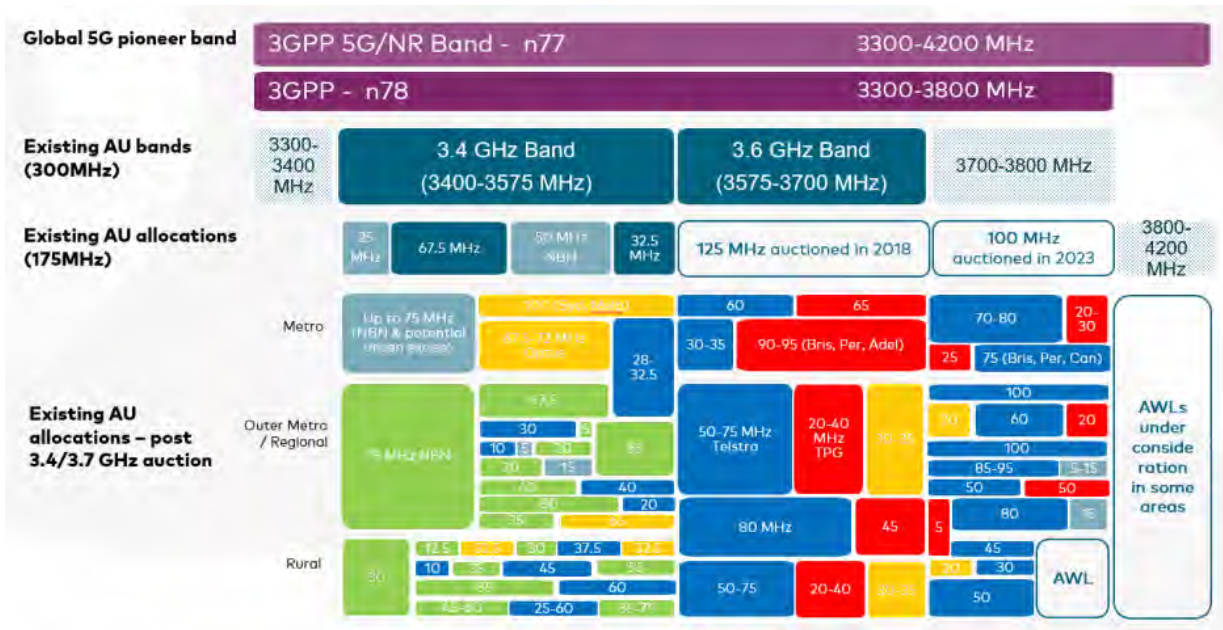 Global 5G pioneer band
3GPP 5G/NR Band - n77 3300-4200 MHz
3GPP - n78 3300-3800 MHz
Existing AU bands
(300MHz)
3300-
3400
MHz
3.4 GHz Band
(3400-3575 MHz)
3.6 GHz Band
(3575-3700 MHz)
3700-3800 MHz
Existing AU allocations
(175MHz)
25
MHz
67.5 MHz
50 MHz
NBN
32.5
MHz
125 MHz auctioned in 2018
100 MHz
auctioned in 2023
3800-
4200
MHz
Existing AU
allocations – post
3.4/3.7 GHz auction
Metro
Up to 75 MHz
(NBN & potential
28-
32.5
60
65
30-35
90-95 (Bris, Per, Adel)
70-80
20-
30
25
75 (Bris, Per, Can)
Outer Metro
/ Regional
75 MHz NBN
30
10
5
30
20
15
40
20
50-75 MHz
Telstra
20-40
MHz
TPG
80 MHz
45
100
60
20
100
85-95
5-15
50
50
5
80
15
Rural
30
37.5
10
35
45
60
25-60
50-75
20-40
45
20
30
50
AWL
AWLs
under
conside
ration
in some
areas